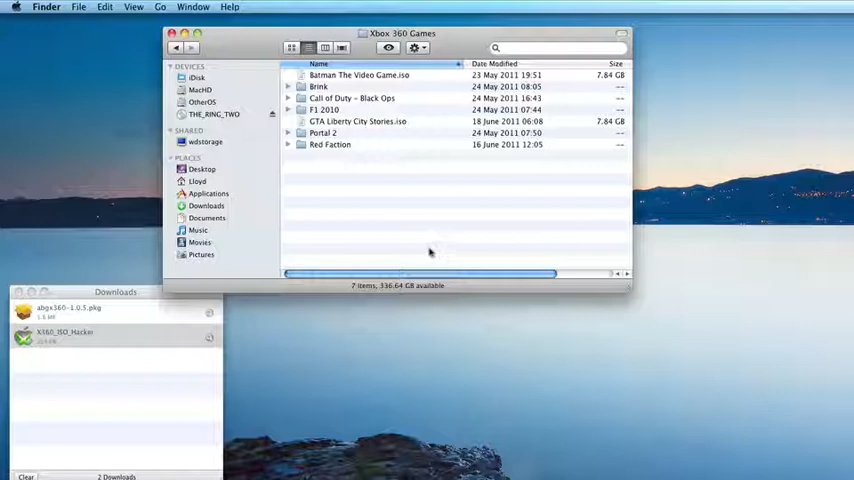 Finder File Edit View Go Window Help
Xbox 360 Games
Name Date Modified Size
DEVICES
iDisk
MacHD
OtherOS
THE_RING_TWO
SHARED
wdstorage
PLACES
Desktop
Lloyd
Applications
Downloads
Documents
Music
Movies
Pictures
Batman The Video Game.iso 23 May 2011 19:51 7.84 GB
Brink 24 May 2011 08:05 --
Call of Duty - Black Ops 24 May 2011 16:43 --
F1 2010 24 May 2011 07:44 --
GTA Liberty City Stories.iso 18 June 2011 06:08 7.84 GB
Portal 2 24 May 2011 07:50 --
Red Faction 16 June 2011 12:05 --
7 items, 336.64 GB available
Downloads
abgx360-1.0.5.pkg
X360_ISO_Hacker
Clear 2 Downloads